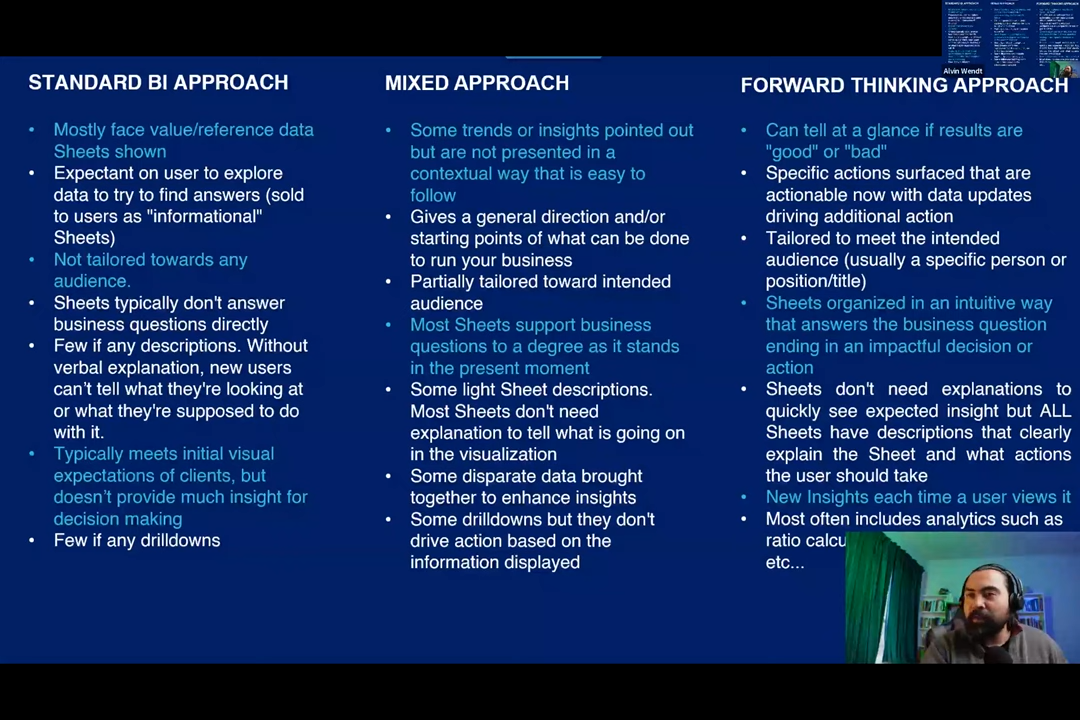 Alvin Wendt
STANDARD BI APPROACH
• Mostly face value/reference data
Sheets shown
• Expectant on user to explore
data to try to find answers (sold
to users as "informational"
Sheets)
• Not tailored towards any
audience.
• Sheets typically don't answer
business questions directly
• Few if any descriptions. Without
verbal explanation, new users
can't tell what they're looking at
or what they're supposed to do
with it.
• Typically meets initial visual
expectations of clients, but
doesn't provide much insight for
decision making
• Few if any drilldowns
MIXED APPROACH
• Some trends or insights pointed out
but are not presented in a
contextual way that is easy to
follow
• Gives a general direction and/or
starting points of what can be done
to run your business
• Partially tailored toward intended
audience
• Most Sheets support business
questions to a degree as it stands
in the present moment
• Some light Sheet descriptions.
Most Sheets don't need
explanation to tell what is going on
in the visualization
• Some disparate data brought
together to enhance insights
• Some drilldowns but they don't
drive action based on the
information displayed
FORWARD THINKING APPROACH
• Can tell at a glance if results are
"good" or "bad"
• Specific actions surfaced that are
actionable now with data updates
driving additional action
• Tailored to meet the intended
audience (usually a specific person or
position/title)
• Sheets organized in an intuitive way
that answers the business question
ending in an impactful decision or
action
• Sheets don't need explanations to
quickly see expected insight but ALL
Sheets have descriptions that clearly
explain the Sheet and what actions
the user should take
• New Insights each time a user views it
• Most often includes analytics such as
ratio
etc...